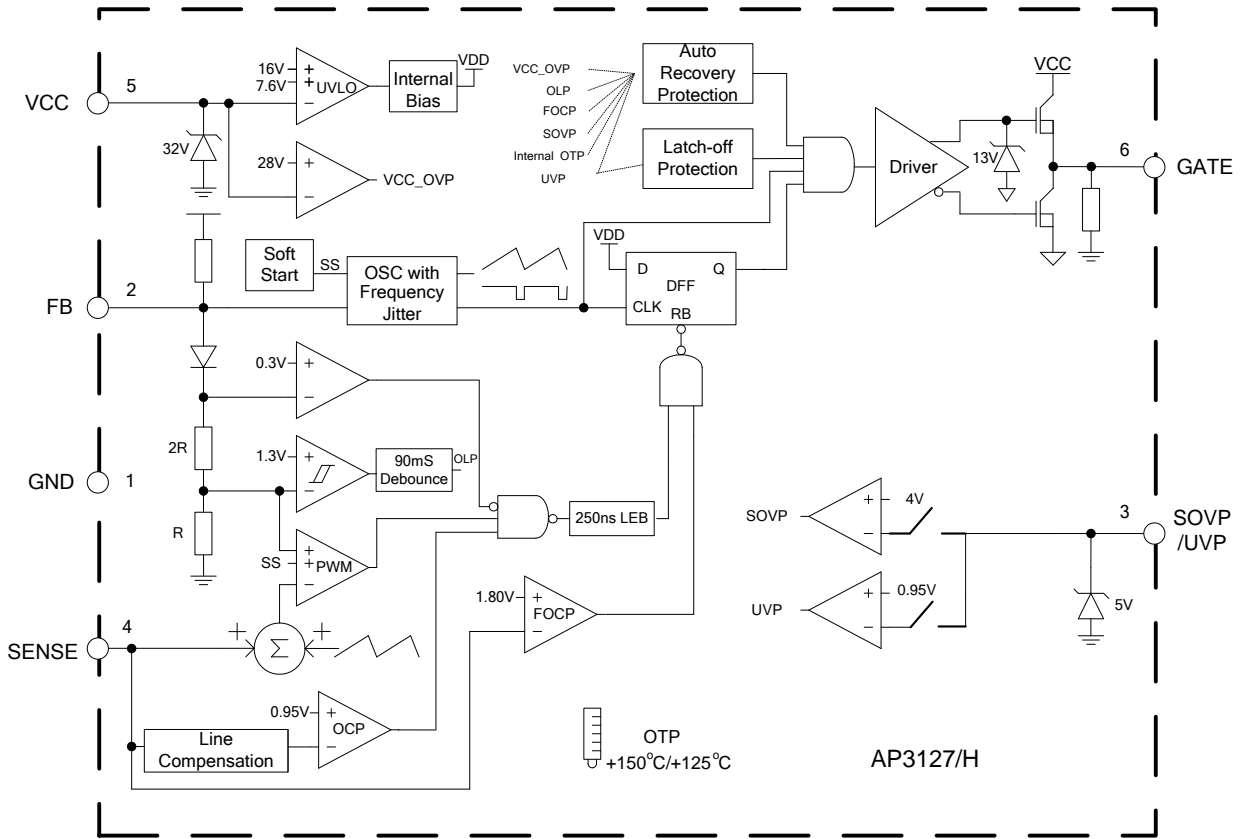 VCC
5
16V
7.6V
+
+
−
UVLO
Internal
Bias
VDD
32V
28V
+
−
VCC_OVP
VCC_OVP
OLP
FOCP
SOVP
Internal OTP
UVP
Auto
Recovery
Protection
Latch-off
Protection
Driver
VCC
13V
6
GATE
Soft
Start
SS
OSC with
Frequency
Jitter
VDD
D
Q
DFF
CLK
RB
FB
2
0.3V
+
−
2R
1.3V
+
−
90mS
Debounce
OLP
GND
1
R
SS
+
+
−
PWM
250ns LEB
SOVP
+
−
4V
3
SOVP
/UVP
UVP
+
−
0.95V
5V
1.80V
+
−
FOCP
SENSE
4
+
Σ
+
0.95V
+
−
OCP
Line
Compensation
OTP
+150°C/+125°C
AP3127/H